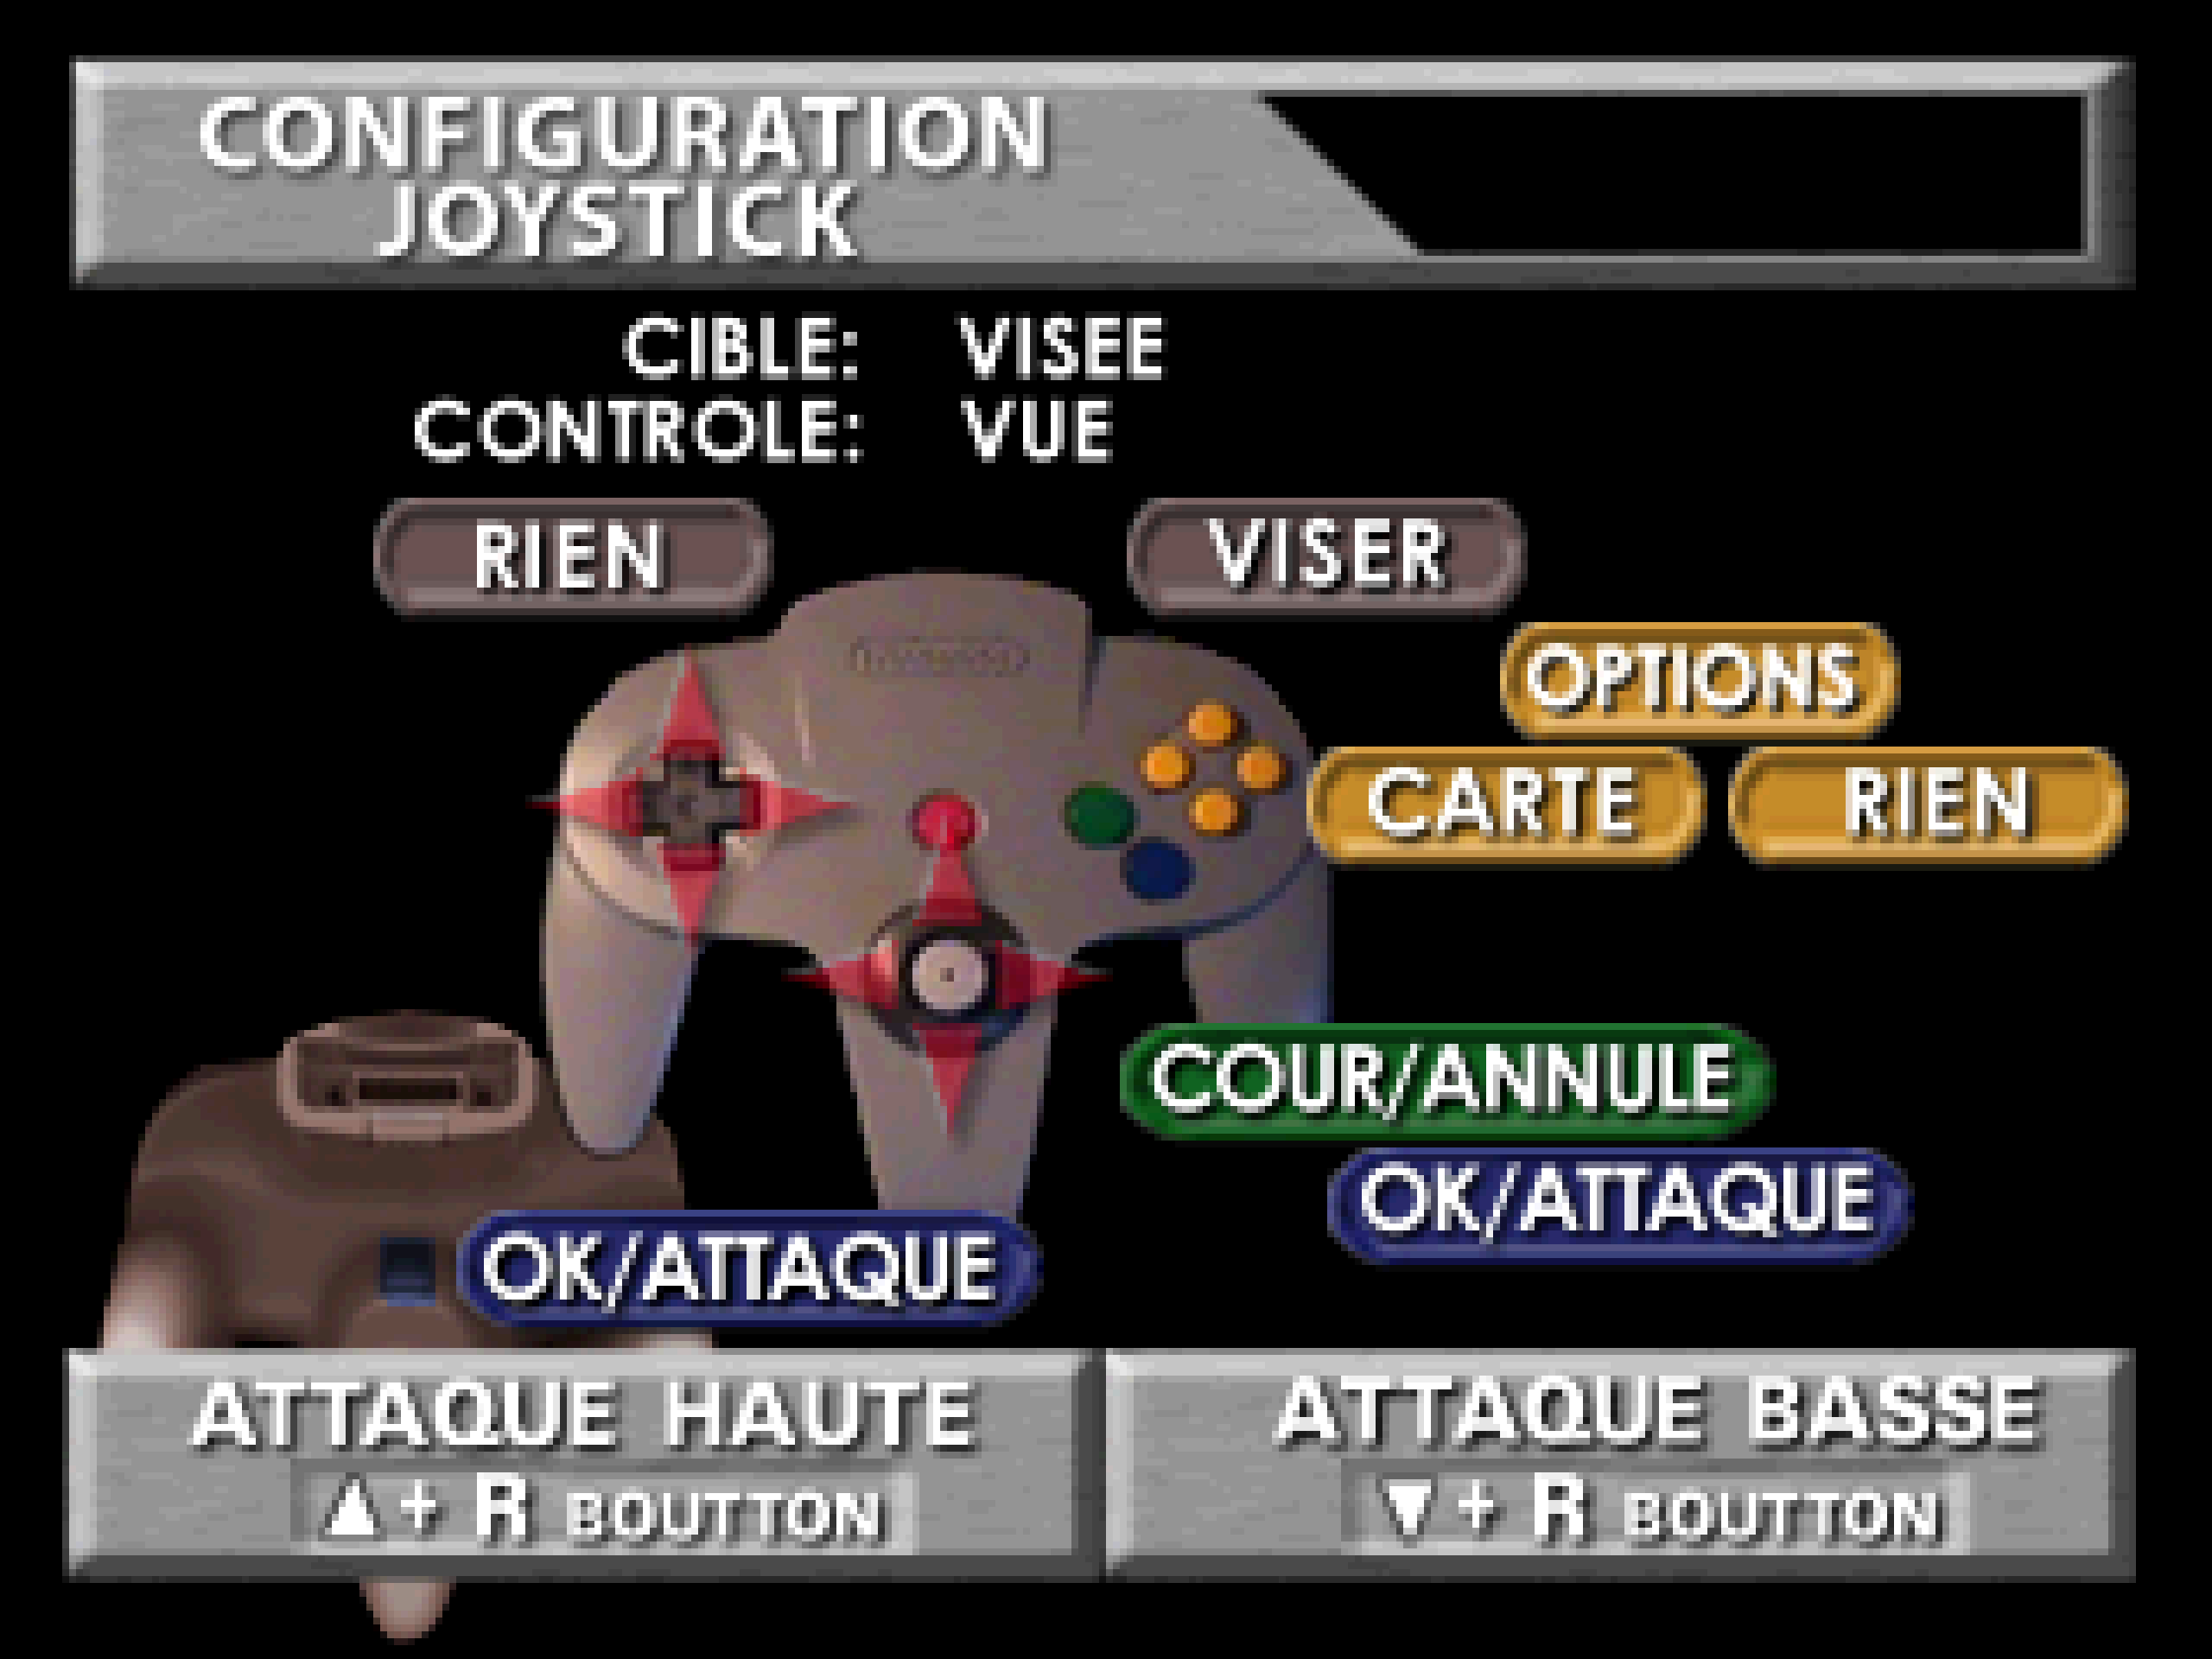 CONFIGURATION
JOYSTICK
CIBLE: VISEE
CONTROLE: VUE
RIEN
VISER
OPTIONS
CARTE
RIEN
COUR/ANNULE
OK/ATTAQUE
OK/ATTAQUE
ATTAQUE HAUTE
▲+ R BOUTTON
ATTAQUE BASSE
▼+ R BOUTTON